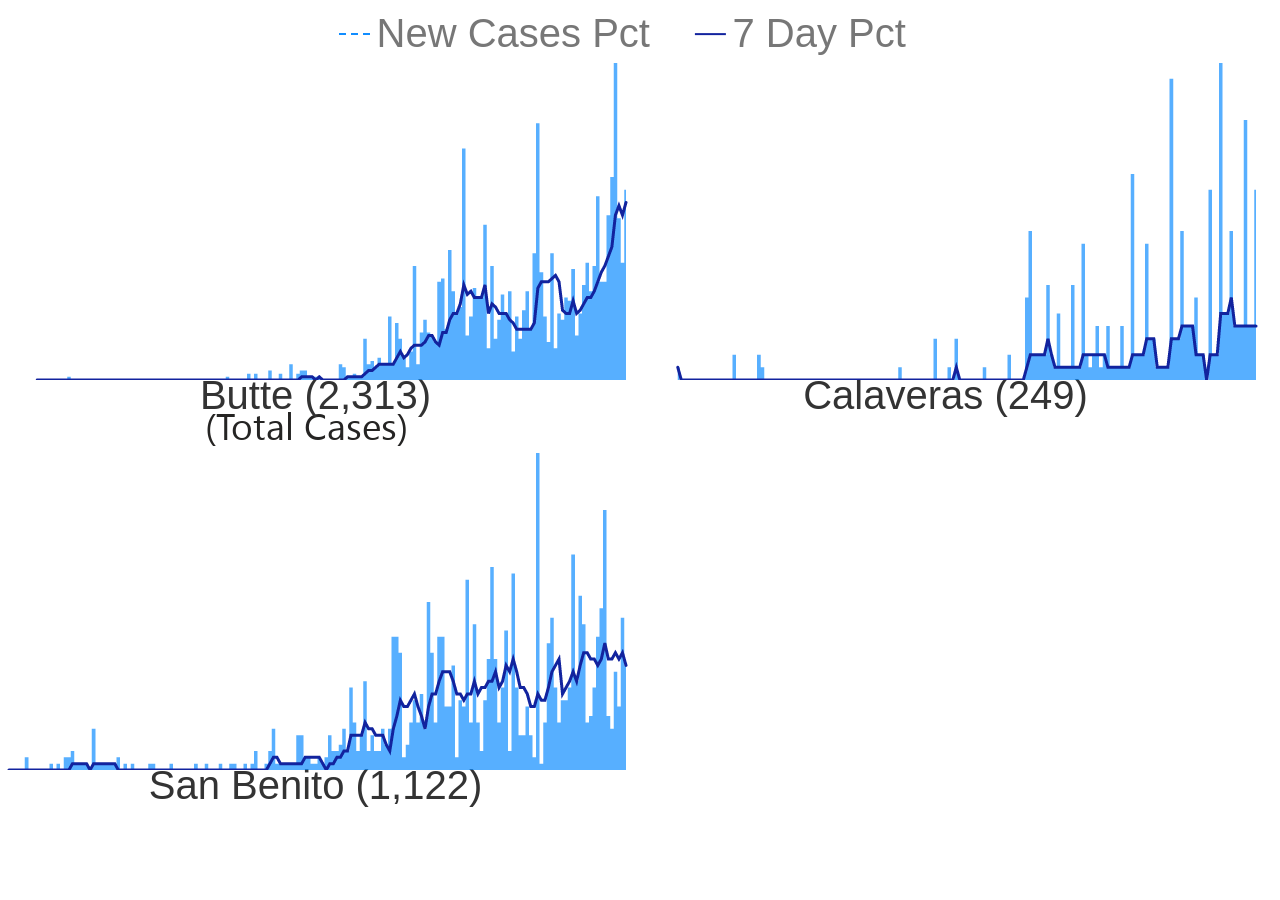 New Cases Pct 7 Day Pct
Butte (2,313)
(Total Cases)
Calaveras (249)
San Benito (1,122)